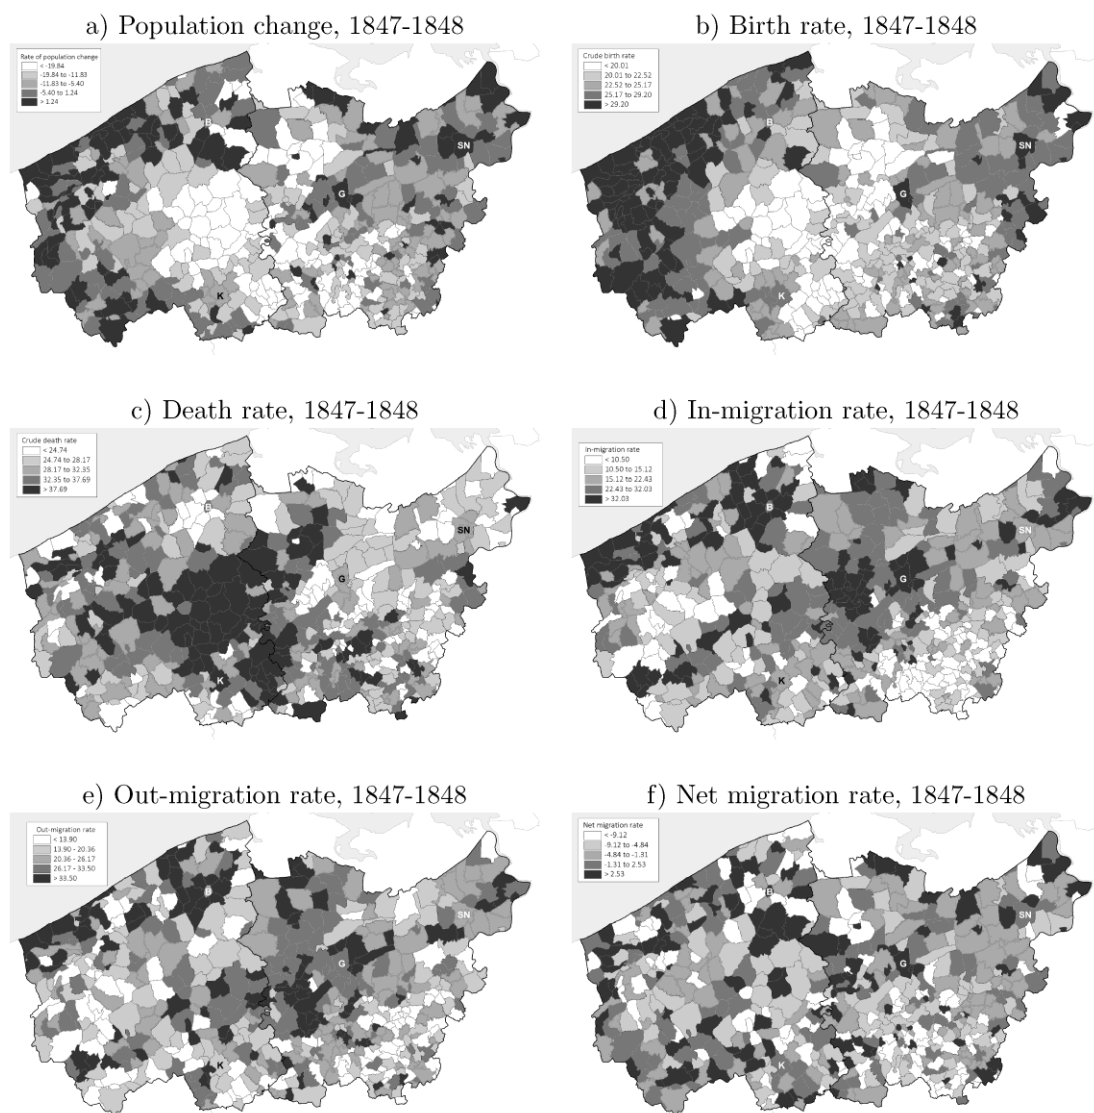 a) Population change, 1847-1848
Rate of population change
< -19.84
-19.84 to -11.83
-11.83 to -5.40
-5.40 to 1.24
> 1.24
B
SN
G
K
b) Birth rate, 1847-1848
Crude birth rate
< 20.01
20.01 to 22.52
22.52 to 25.17
25.17 to 29.20
> 29.20
B
SN
G
K
c) Death rate, 1847-1848
Crude death rate
< 24.74
24.74 to 28.17
28.17 to 32.35
32.35 to 37.69
> 37.69
B
SN
G
K
d) In-migration rate, 1847-1848
In-migration rate
< 10.50
10.50 to 15.12
15.12 to 22.43
22.43 to 32.03
> 32.03
B
SN
G
K
e) Out-migration rate, 1847-1848
Out-migration rate
< 13.90
13.90 - 20.36
20.36 - 26.17
26.17 - 33.50
> 33.50
B
SN
G
K
f) Net migration rate, 1847-1848
Net migration rate
< -9.12
-9.12 to -4.84
-4.84 to -1.31
-1.31 to 2.53
> 2.53
B
SN
G
K